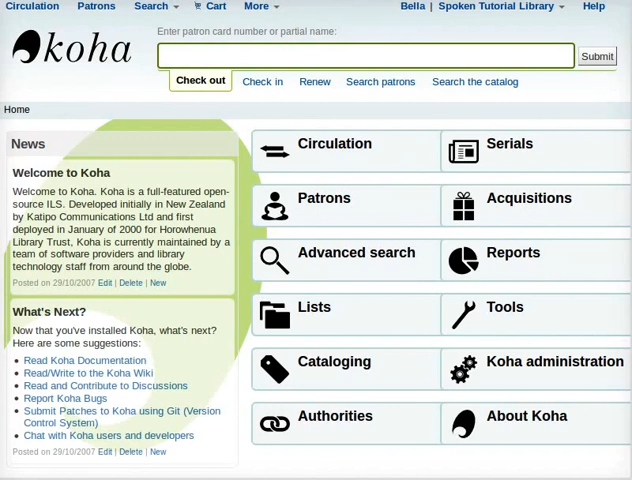 Circulation Patrons Search Cart More Bella | Spoken Tutorial Library Help
koha
Enter patron card number or partial name:
Submit
Check out Check in Renew Search patrons Search the catalog
Home
News
Welcome to Koha
Welcome to Koha. Koha is a full-featured open-
source ILS. Developed initially in New Zealand
by Katipo Communications Ltd and first
deployed in January of 2000 for Horowhenua
Library Trust, Koha is currently maintained by a
team of software providers and library
technology staff from around the globe.
Posted on 29/10/2007 Edit | Delete | New
What's Next?
Now that you've installed Koha, what's next?
Here are some suggestions:
Read Koha Documentation
Read/Write to the Koha Wiki
Read and Contribute to Discussions
Report Koha Bugs
Submit Patches to Koha using Git (Version
Control System)
Chat with Koha users and developers
Posted on 29/10/2007 Edit | Delete | New
Circulation
Serials
Patrons
Acquisitions
Advanced search
Reports
Lists
Tools
Cataloging
Koha administration
Authorities
About Koha